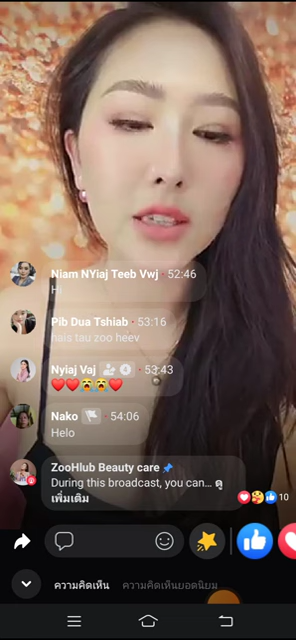 Niam NYiaj Teeb Vwj · 52:46
Hi
Pib Dua Tshiab · 53:16
hais tau zoo heev
Nyiaj Vaj · 53:43
Nako · 54:06
Helo
ZooHlub Beauty care
During this broadcast, you can… ดู
เพิ่มเติม
10
ความคิดเห็น ความคิดเห็นยอดนิยม